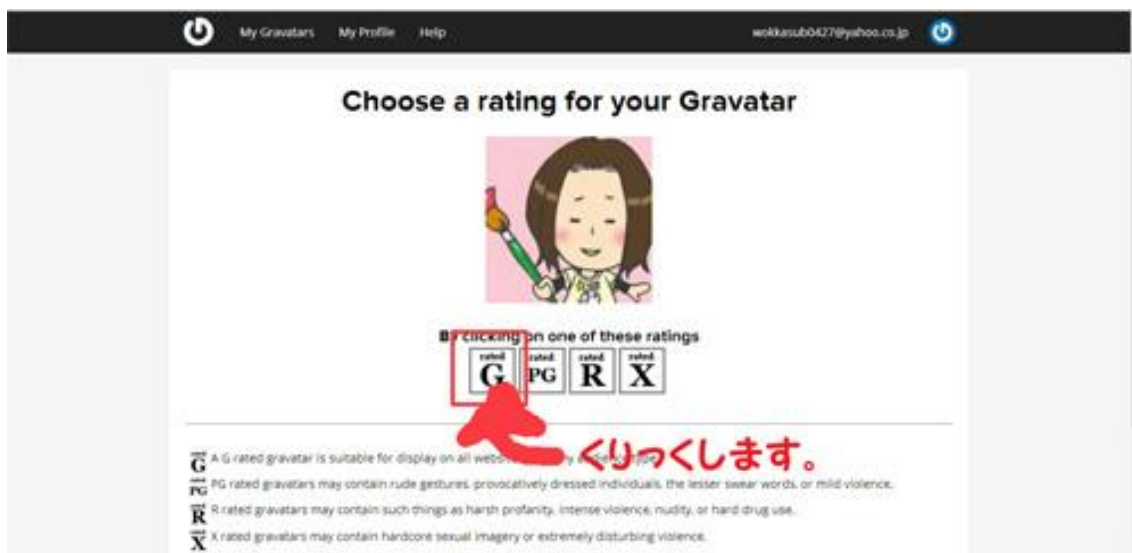 My Gravatars My Profile Help wokkasub0427@yahoo.co.jp
Choose a rating for your Gravatar
By clicking on one of these ratings
rated G rated PG rated R rated X
くりっくします。
G A G rated gravatar is suitable for display on all
PG PG rated gravatars may contain rude gestures, provocatively dressed individuals, the lesser swear words, or mild violence.
R R rated gravatars may contain such things as harsh profanity, intense violence, nudity, or hard drug use.
X X rated gravatars may contain hardcore sexual imagery or extremely disturbing violence.